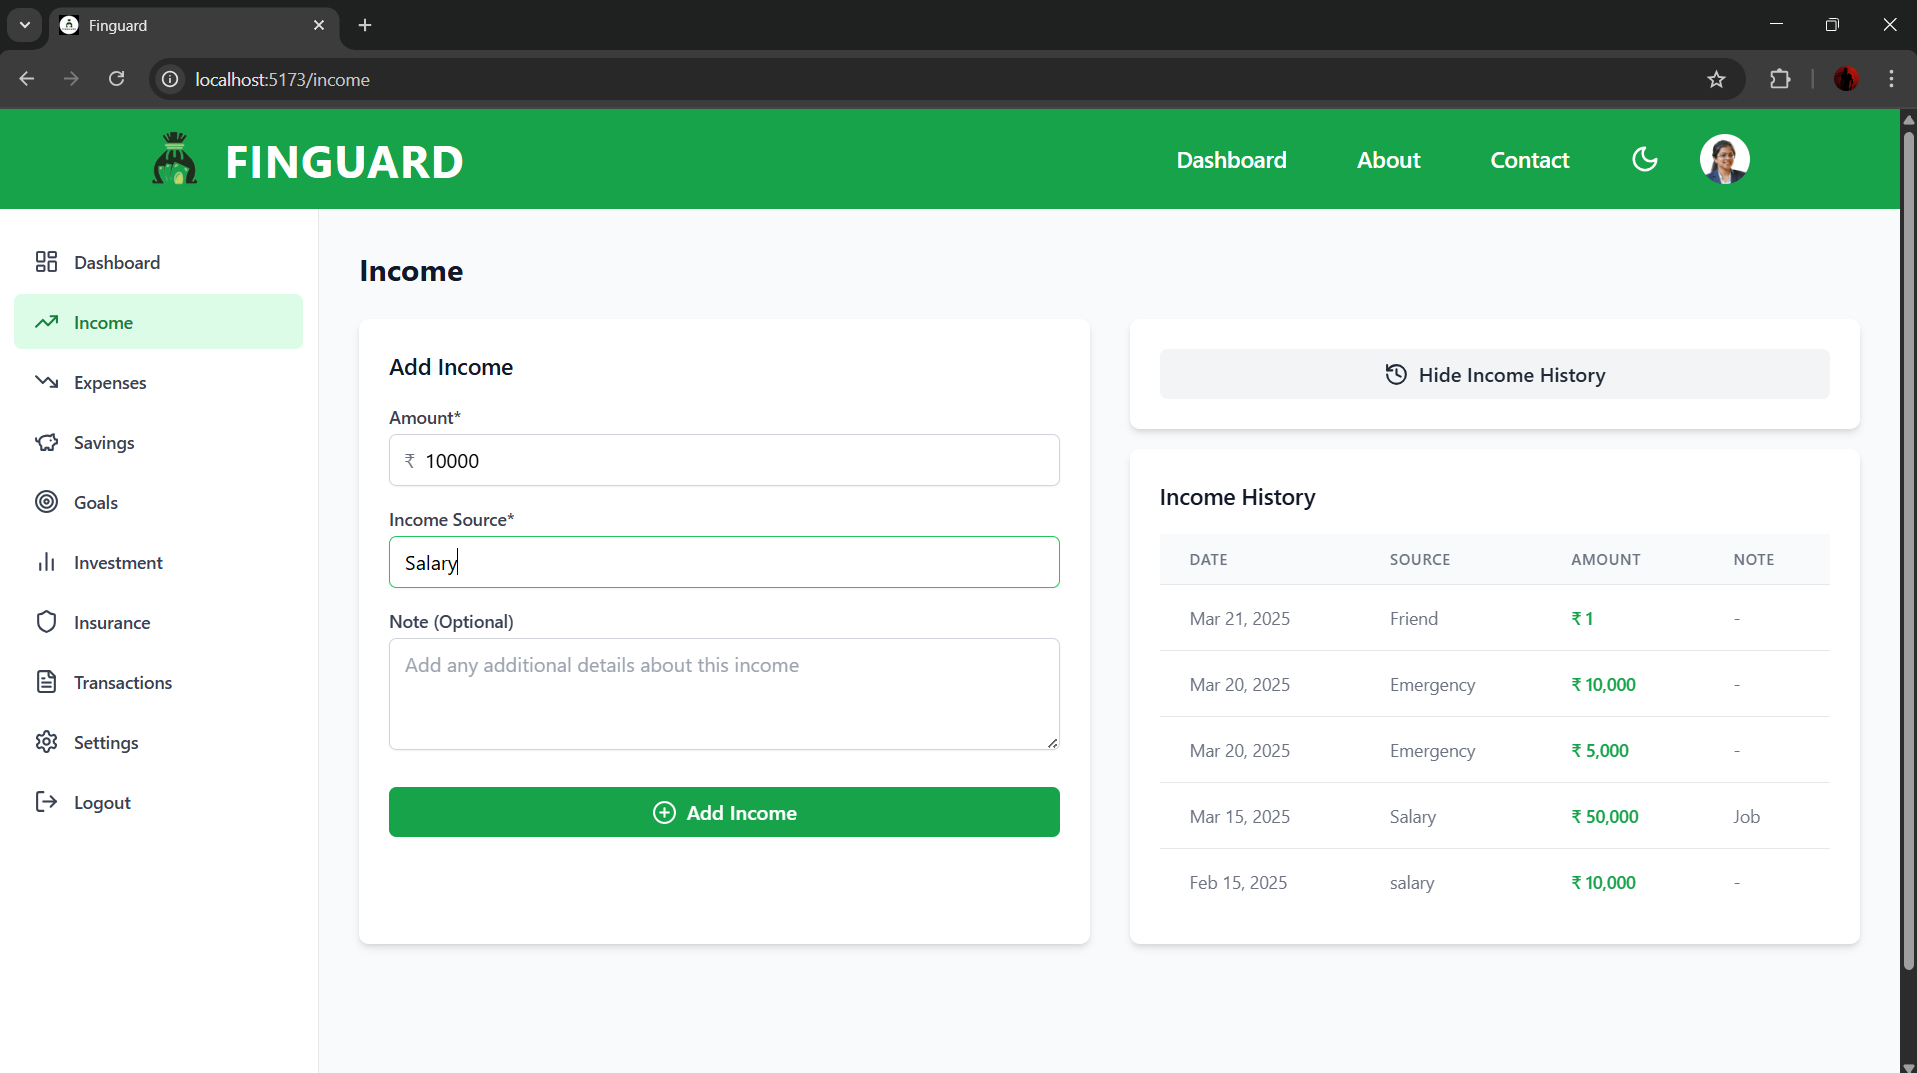 Finguard
localhost:5173/income
FINGUARD
Dashboard
About
Contact
Dashboard
Income
Expenses
Savings
Goals
Investment
Insurance
Transactions
Settings
Logout
Income
Add Income
Amount*
₹ 10000
Income Source*
Salary
Note (Optional)
Add any additional details about this income
Add Income
Hide Income History
Income History
DATE SOURCE AMOUNT NOTE
Mar 21, 2025 Friend ₹ 1 -
Mar 20, 2025 Emergency ₹ 10,000 -
Mar 20, 2025 Emergency ₹ 5,000 -
Mar 15, 2025 Salary ₹ 50,000 Job
Feb 15, 2025 salary ₹ 10,000 -